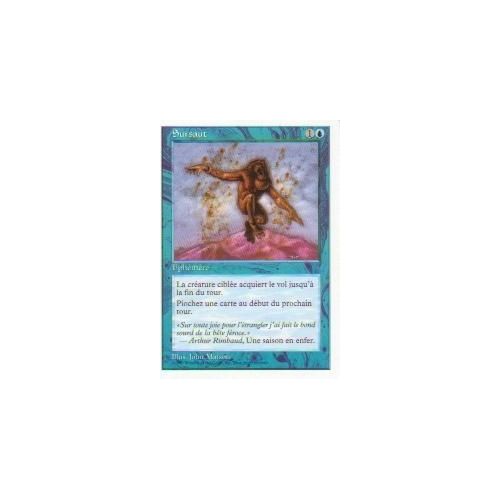 Sursaut
1
Éphémère
La créature ciblée acquiert le vol jusqu'à
la fin du tour.
Piochez une carte au début du prochain
tour.
«Sur toute joie pour l'étrangler j'ai fait le bond
sourd de la bête féroce.»
— Arthur Rimbaud, Une saison en enfer.
Illus. John Matson